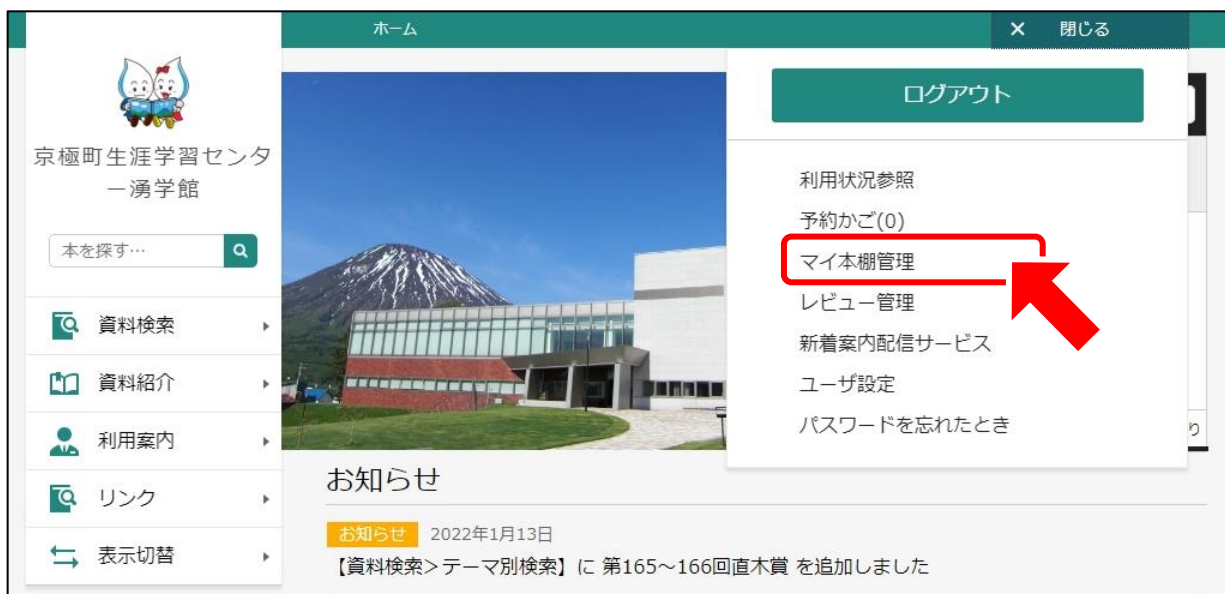 ホーム
× 閉じる
京極町生涯学習センタ
ー湧学館
本を探す…
資料検索
資料紹介
利用案内
リンク
表示切替
ログアウト
利用状況参照
予約かご(0)
マイ本棚管理
レビュー管理
新着案内配信サービス
ユーザ設定
パスワードを忘れたとき
り
お知らせ
お知らせ 2022年1月13日
【資料検索>テーマ別検索】に 第165~166回直木賞 を追加しました